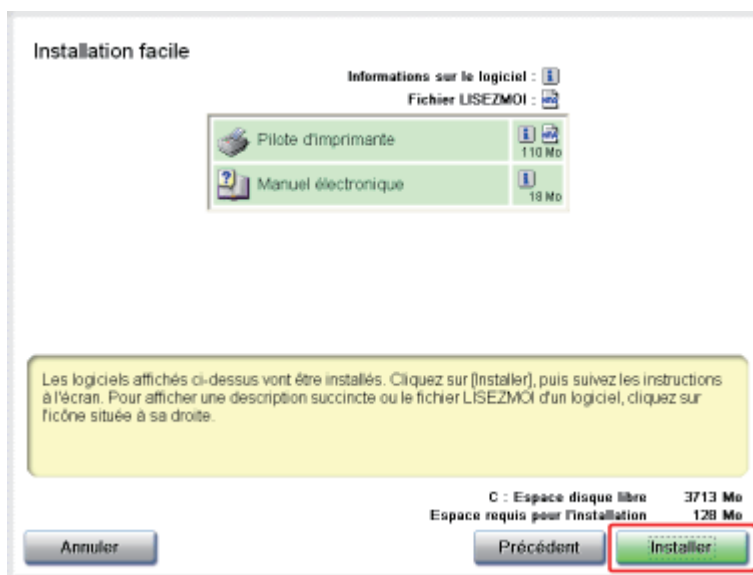 Installation facile
Informations sur le logiciel :
Fichier LISEZMOI :
Pilote d'imprimante
110 Mo
Manuel électronique
18 Mo
Les logiciels affichés ci-dessus vont être installés. Cliquez sur [Installer], puis suivez les instructions
à l'écran. Pour afficher une description succincte ou le fichier LISEZMOI d'un logiciel, cliquez sur
l'icône située à sa droite.
C : Espace disque libre 3713 Mo
Espace requis pour l'installation 128 Mo
Annuler Précédent Installer